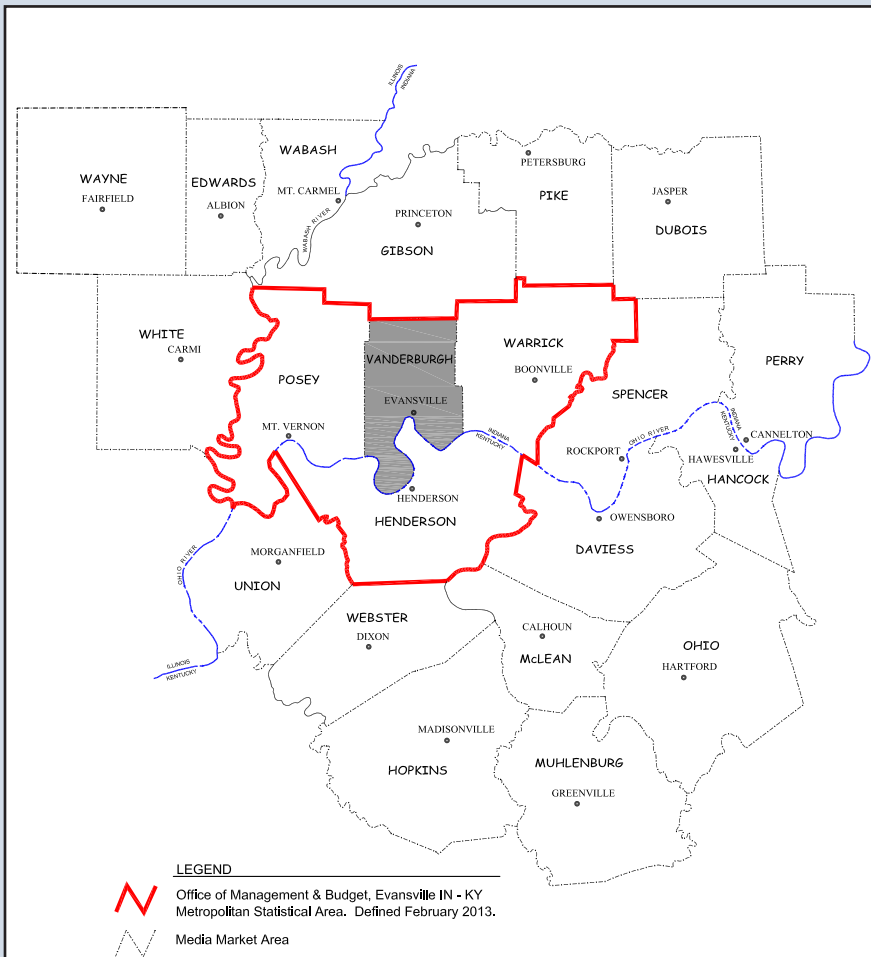 ILLINOIS
INDIANA
WABASH
WAYNE
FAIRFIELD
EDWARDS
ALBION
MT. CARMEL
WABASH RIVER
PRINCETON
GIBSON
PETERSBURG
PIKE
JASPER
DUBOIS
WHITE
CARMI
POSEY
MT. VERNON
VANDERBURGH
EVANSVILLE
WARRICK
BOONVILLE
SPENCER
PERRY
INDIANA
KENTUCKY
ROCKPORT
OHIO RIVER
INDIANA
KENTUCKY
CANNELTON
HAWESVILLE
HANCOCK
HENDERSON
HENDERSON
OWENSBORO
DAVIESS
MORGANFIELD
UNION
OHIO RIVER
ILLINOIS
KENTUCKY
WEBSTER
DIXON
CALHOUN
McLEAN
OHIO
HARTFORD
MADISONVILLE
HOPKINS
MUHLENBURG
GREENVILLE
LEGEND
Office of Management & Budget, Evansville IN - KY
Metropolitan Statistical Area. Defined February 2013.
Media Market Area